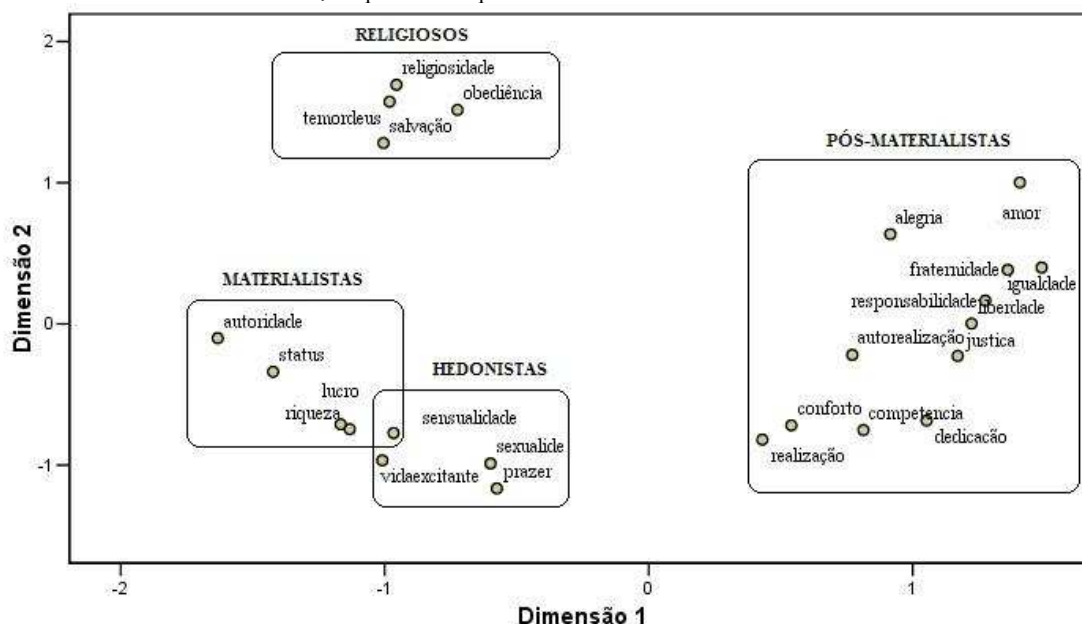 RELIGIOSOS
religiosidade
obediência
temordeus
salvação
PÓS-MATERIALISTAS
amor
alegria
fraternidade
igualdade
responsabilidade
liberdade
autorealização
justica
conforto
competencia
dedicacão
realização
MATERIALISTAS
autoridade
status
lucro
riqueza
HEDONISTAS
sensualidade
sexualide
vidaexcitante
prazer
Dimensão 2
2
1
0
-1
-2 -1 0 1
Dimensão 1